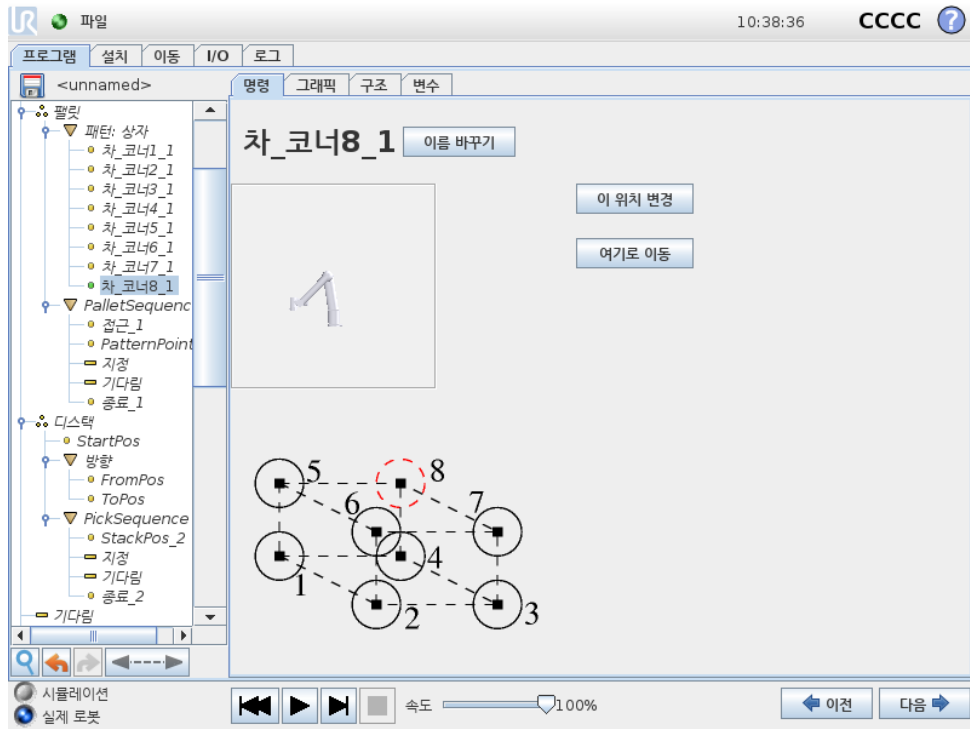 UR 파일 10:38:36 CCCC ?
프로그램 설치 이동 I/O 로그
<unnamed>
명령 그래픽 구조 변수
팔릿
패턴: 상자
차_코너1_1
차_코너2_1
차_코너3_1
차_코너4_1
차_코너5_1
차_코너6_1
차_코너7_1
차_코너8_1
PalletSequenc
접근_1
PatternPoint
지정
기다림
종료_1
디스택
StartPos
방향
FromPos
ToPos
PickSequence
StackPos_2
지정
기다림
종료_2
기다림
차_코너8_1 이름 바꾸기
이 위치 변경
여기로 이동
5 8
6 7
1 4
2 3
시뮬레이션
실제 로봇
속도 100%
이전 다음